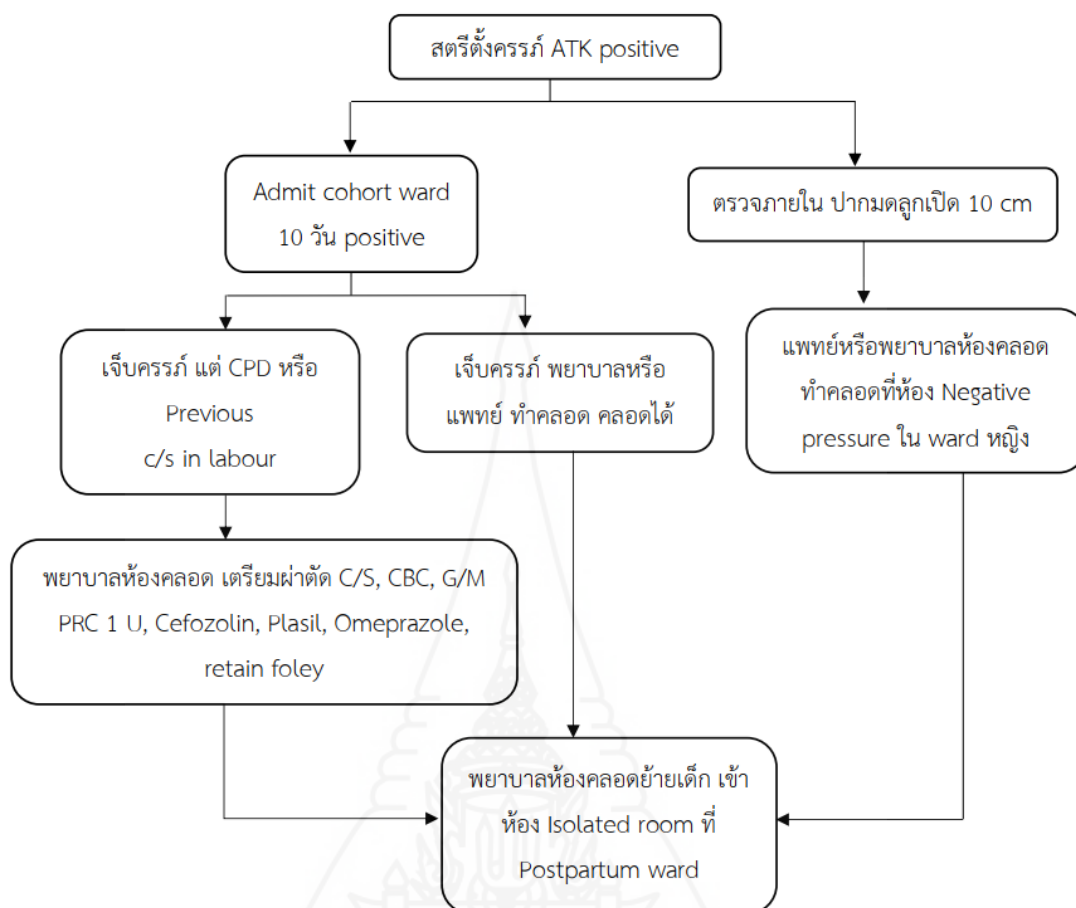 สตรีตั้งครรภ์ ATK positive
Admit cohort ward
10 วัน positive
ตรวจภายใน ปากมดลูกเปิด 10 cm
เจ็บครรภ์ แต่ CPD หรือ
Previous
c/s in labour
เจ็บครรภ์ พยาบาลหรือ
แพทย์ ทำคลอด คลอดได้
แพทย์หรือพยาบาลห้องคลอด
ทำคลอดที่ห้อง Negative
pressure ใน ward หญิง
พยาบาลห้องคลอด เตรียมผ่าตัด C/S, CBC, G/M
PRC 1 U, Cefozolin, Plasil, Omeprazole,
retain foley
พยาบาลห้องคลอดย้ายเด็ก เข้า
ห้อง Isolated room ที่
Postpartum ward